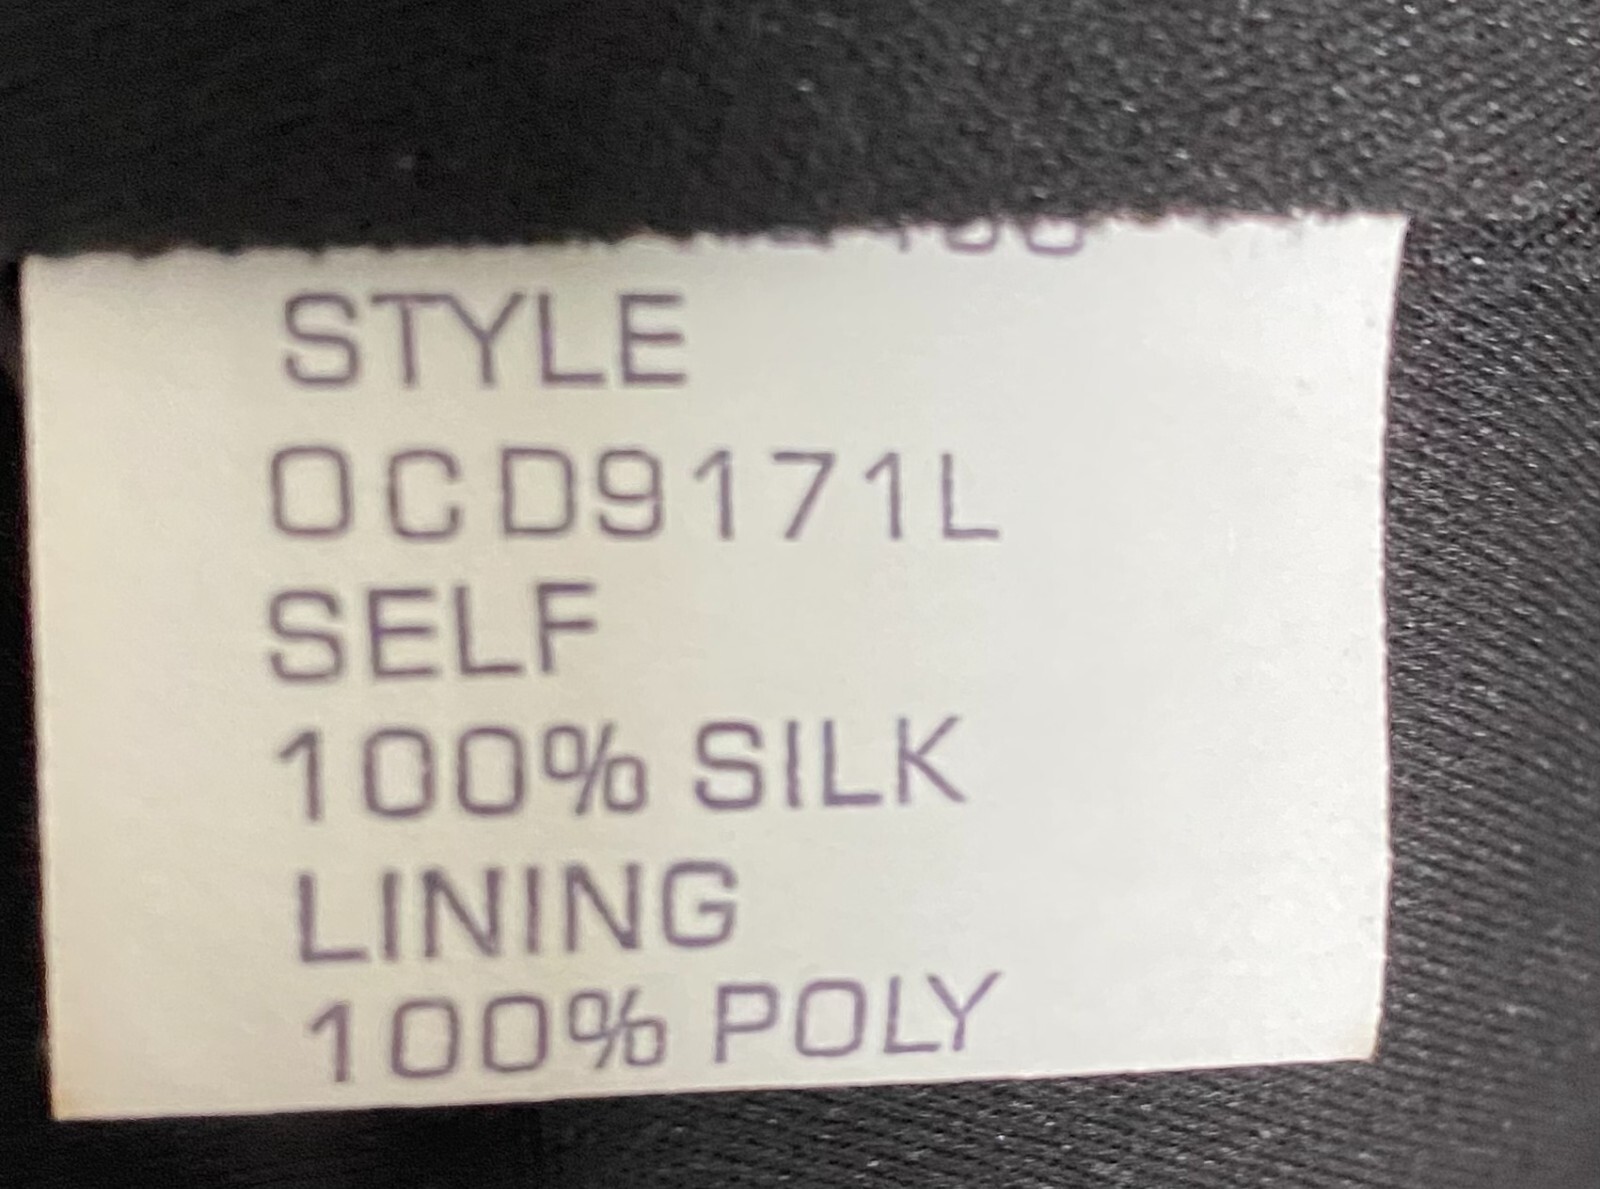 STYLE
OCD9171L
SELF
100% SILK
LINING
100% POLY